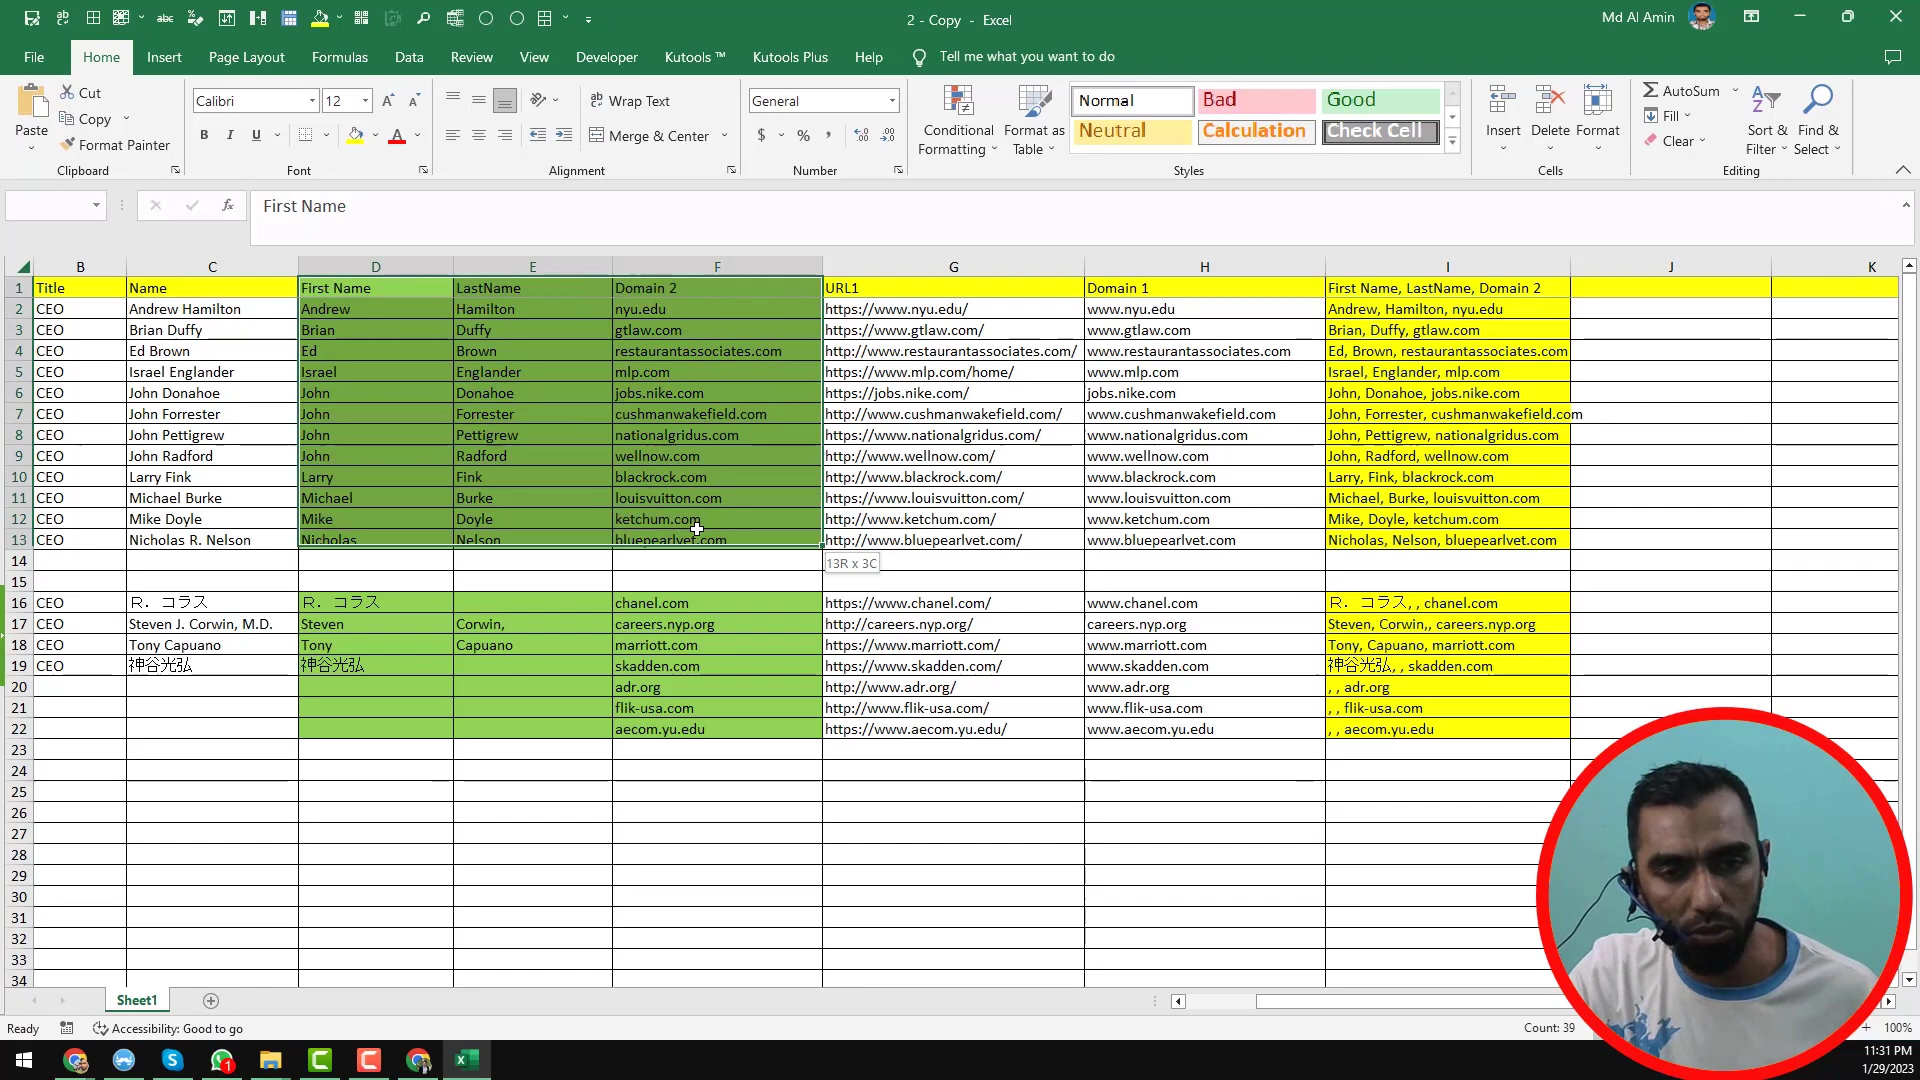 2 - Copy - Excel
Md Al Amin
File Home Insert Page Layout Formulas Data Review View Developer Kutools ™ Kutools Plus Help Tell me what you want to do
Paste
Cut
Copy
Format Painter
Clipboard
Calibri 12
B I U
Font
Wrap Text
Merge & Center
Alignment
General
$ % ,
Number
Conditional Formatting
Format as Table
Normal Bad Good
Neutral Calculation Check Cell
Styles
Insert Delete Format
Cells
AutoSum
Fill
Clear
Sort & Filter
Find & Select
Editing
fx First Name
B C D E F G H I J K
1 Title Name First Name LastName Domain 2 URL1 Domain 1 First Name, LastName, Domain 2
2 CEO Andrew Hamilton Andrew Hamilton nyu.edu https://www.nyu.edu/ www.nyu.edu Andrew, Hamilton, nyu.edu
3 CEO Brian Duffy Brian Duffy gtlaw.com https://www.gtlaw.com/ www.gtlaw.com Brian, Duffy, gtlaw.com
4 CEO Ed Brown Ed Brown restaurantassociates.com http://www.restaurantassociates.com/ www.restaurantassociates.com Ed, Brown, restaurantassociates.com
5 CEO Israel Englander Israel Englander mlp.com https://www.mlp.com/home/ www.mlp.com Israel, Englander, mlp.com
6 CEO John Donahoe John Donahoe jobs.nike.com https://jobs.nike.com/ jobs.nike.com John, Donahoe, jobs.nike.com
7 CEO John Forrester John Forrester cushmanwakefield.com http://www.cushmanwakefield.com/ www.cushmanwakefield.com John, Forrester, cushmanwakefield.com
8 CEO John Pettigrew John Pettigrew nationalgridus.com https://www.nationalgridus.com/ www.nationalgridus.com John, Pettigrew, nationalgridus.com
9 CEO John Radford John Radford wellnow.com http://www.wellnow.com/ www.wellnow.com John, Radford, wellnow.com
10 CEO Larry Fink Larry Fink blackrock.com http://www.blackrock.com/ www.blackrock.com Larry, Fink, blackrock.com
11 CEO Michael Burke Michael Burke louisvuitton.com https://www.louisvuitton.com/ www.louisvuitton.com Michael, Burke, louisvuitton.com
12 CEO Mike Doyle Mike Doyle ketchum.com http://www.ketchum.com/ www.ketchum.com Mike, Doyle, ketchum.com
13 CEO Nicholas R. Nelson Nicholas Nelson bluepearlvet.com http://www.bluepearlvet.com/ www.bluepearlvet.com Nicholas, Nelson, bluepearlvet.com
14 13R x 3C
15
16 CEO Ｒ．コラス Ｒ．コラス chanel.com https://www.chanel.com/ www.chanel.com Ｒ．コラス, , chanel.com
17 CEO Steven J. Corwin, M.D. Steven Corwin, careers.nyp.org http://careers.nyp.org/ careers.nyp.org Steven, Corwin,, careers.nyp.org
18 CEO Tony Capuano Tony Capuano marriott.com https://www.marriott.com/ www.marriott.com Tony, Capuano, marriott.com
19 CEO 神谷光弘 神谷光弘 skadden.com https://www.skadden.com/ www.skadden.com 神谷光弘, , skadden.com
20 adr.org http://www.adr.org/ www.adr.org , , adr.org
21 flik-usa.com http://www.flik-usa.com/ www.flik-usa.com , , flik-usa.com
22 aecom.yu.edu https://www.aecom.yu.edu/ www.aecom.yu.edu , , aecom.yu.edu
23
24
25
26
27
28
29
30
31
32
33
34
Sheet1
Ready Accessibility: Good to go Count: 39 100%
11:31 PM
1/29/2023